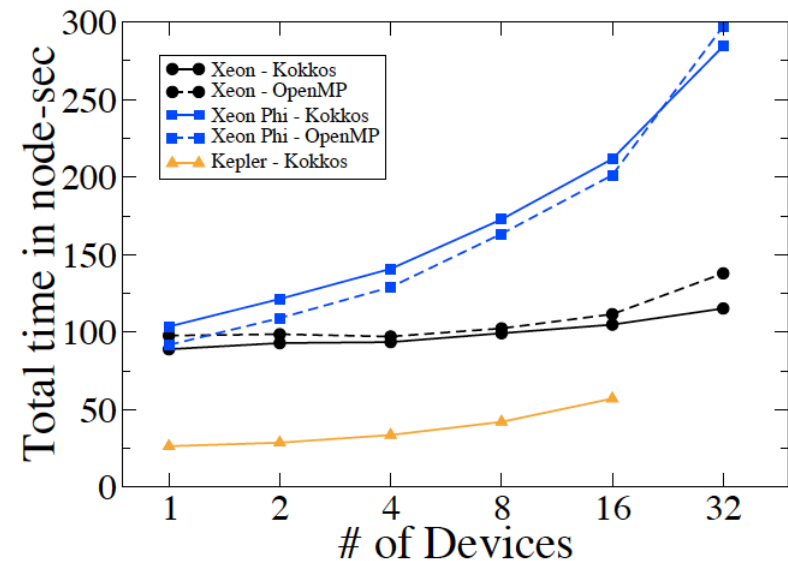 Total time in node-sec
300
250
200
150
100
50
0
Xeon - Kokkos
Xeon - OpenMP
Xeon Phi - Kokkos
Xeon Phi - OpenMP
Kepler - Kokkos
1 2 4 8 16 32
# of Devices